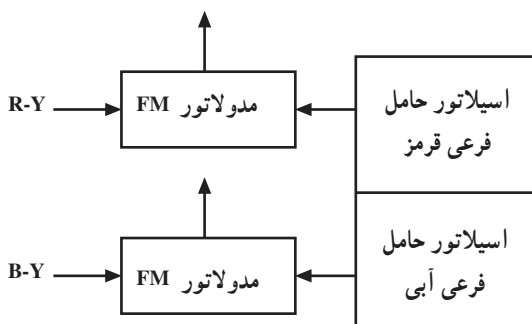 R-Y
مدولاتور FM
اسیلاتور حامل
فرعی قرمز
B-Y
مدولاتور FM
اسیلاتور حامل
فرعی آبی